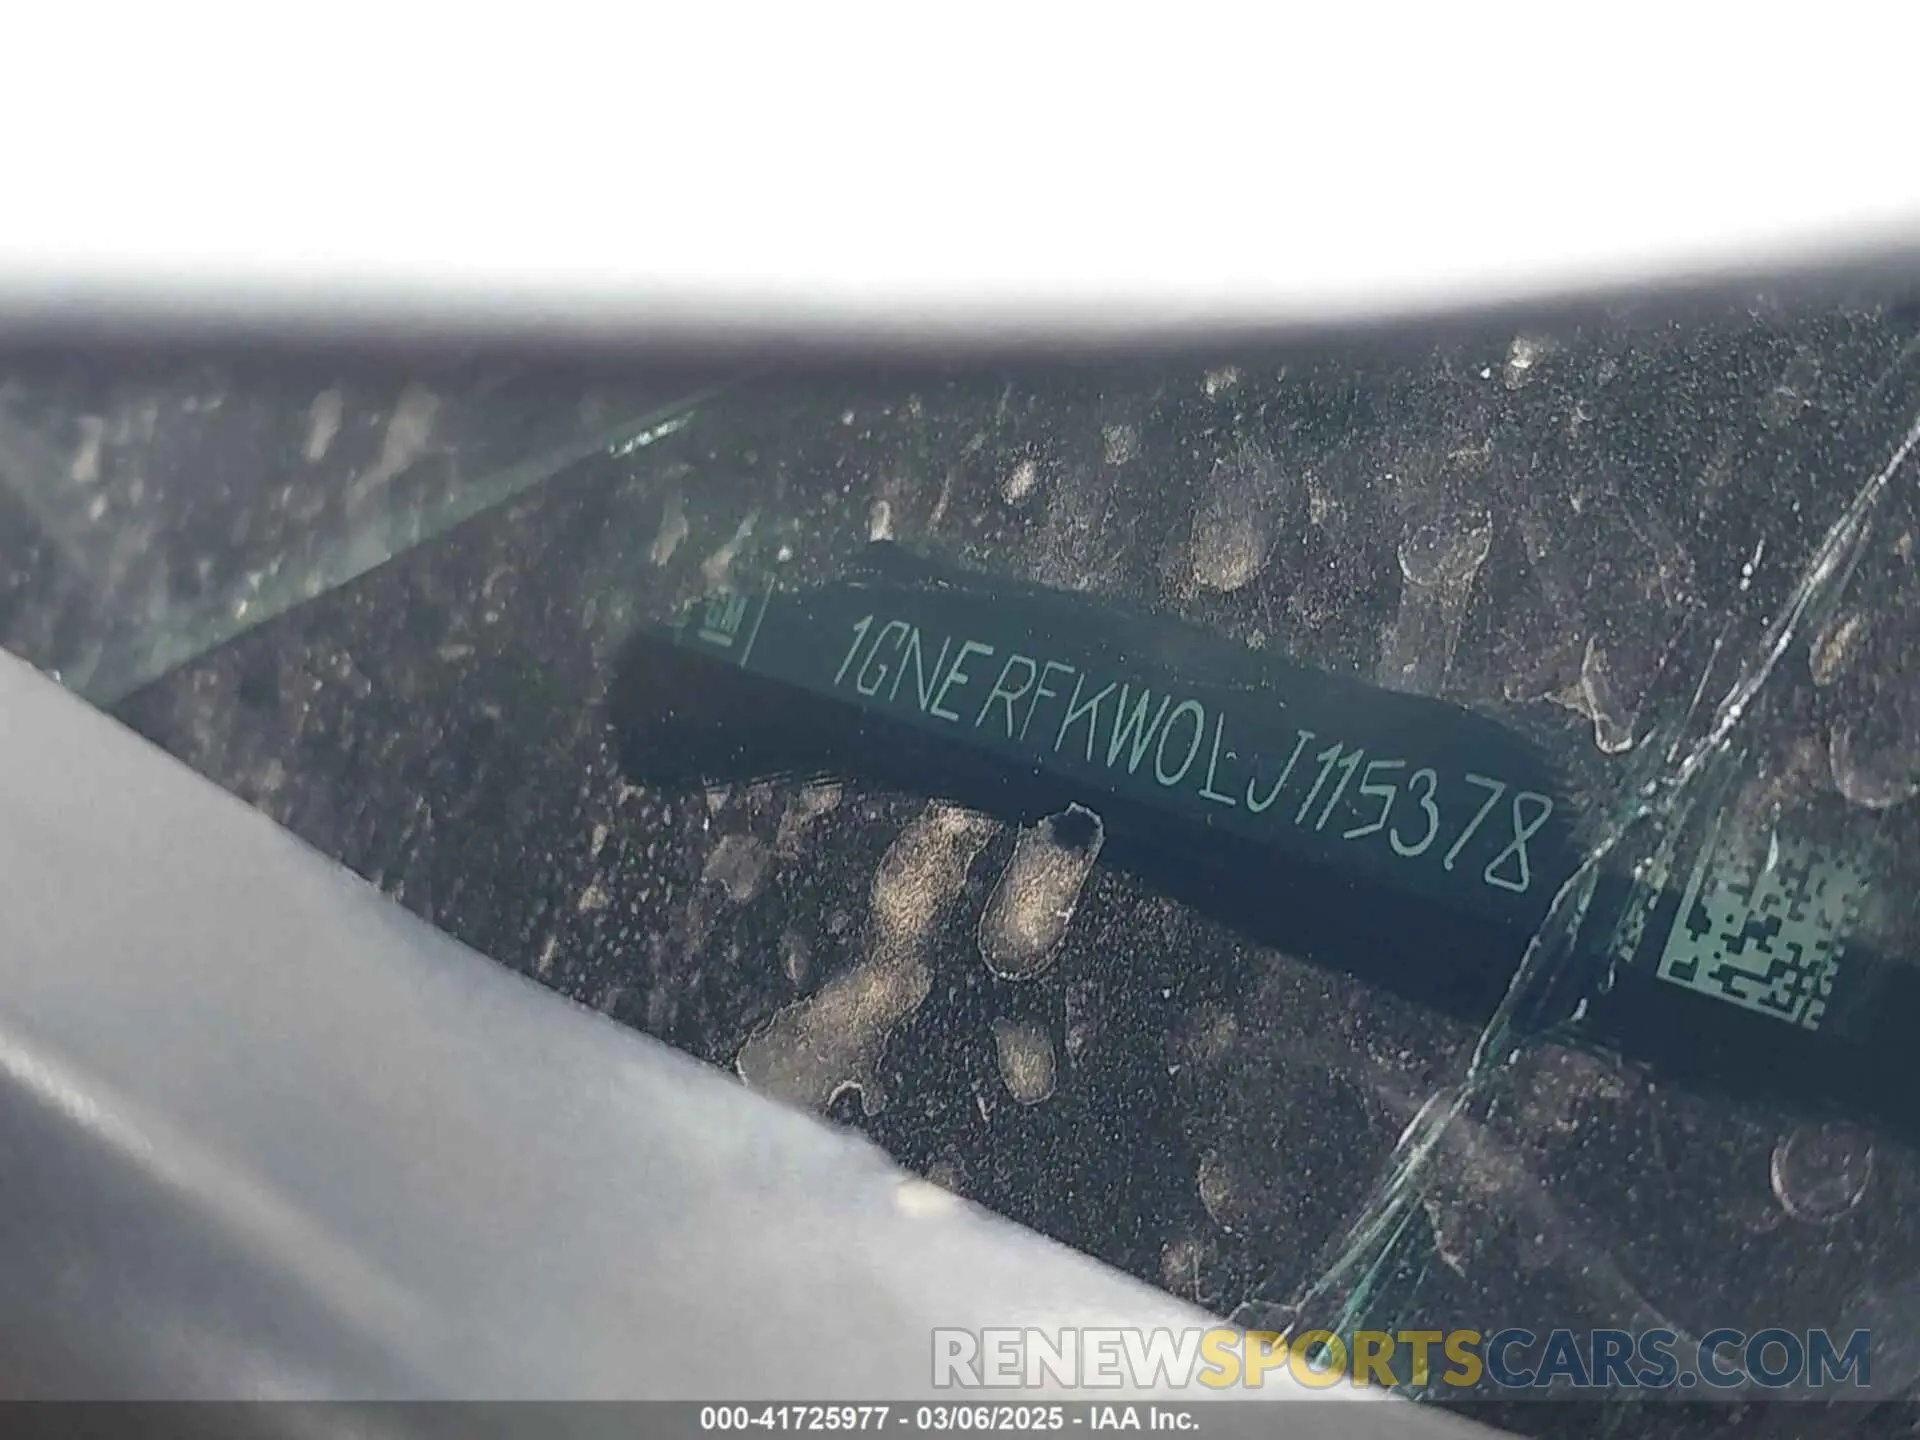 GM
1GNERFKW0LJ115378
RENEWSPORTSCARS.COM
000-41725977 - 03/06/2025 - IAA Inc.